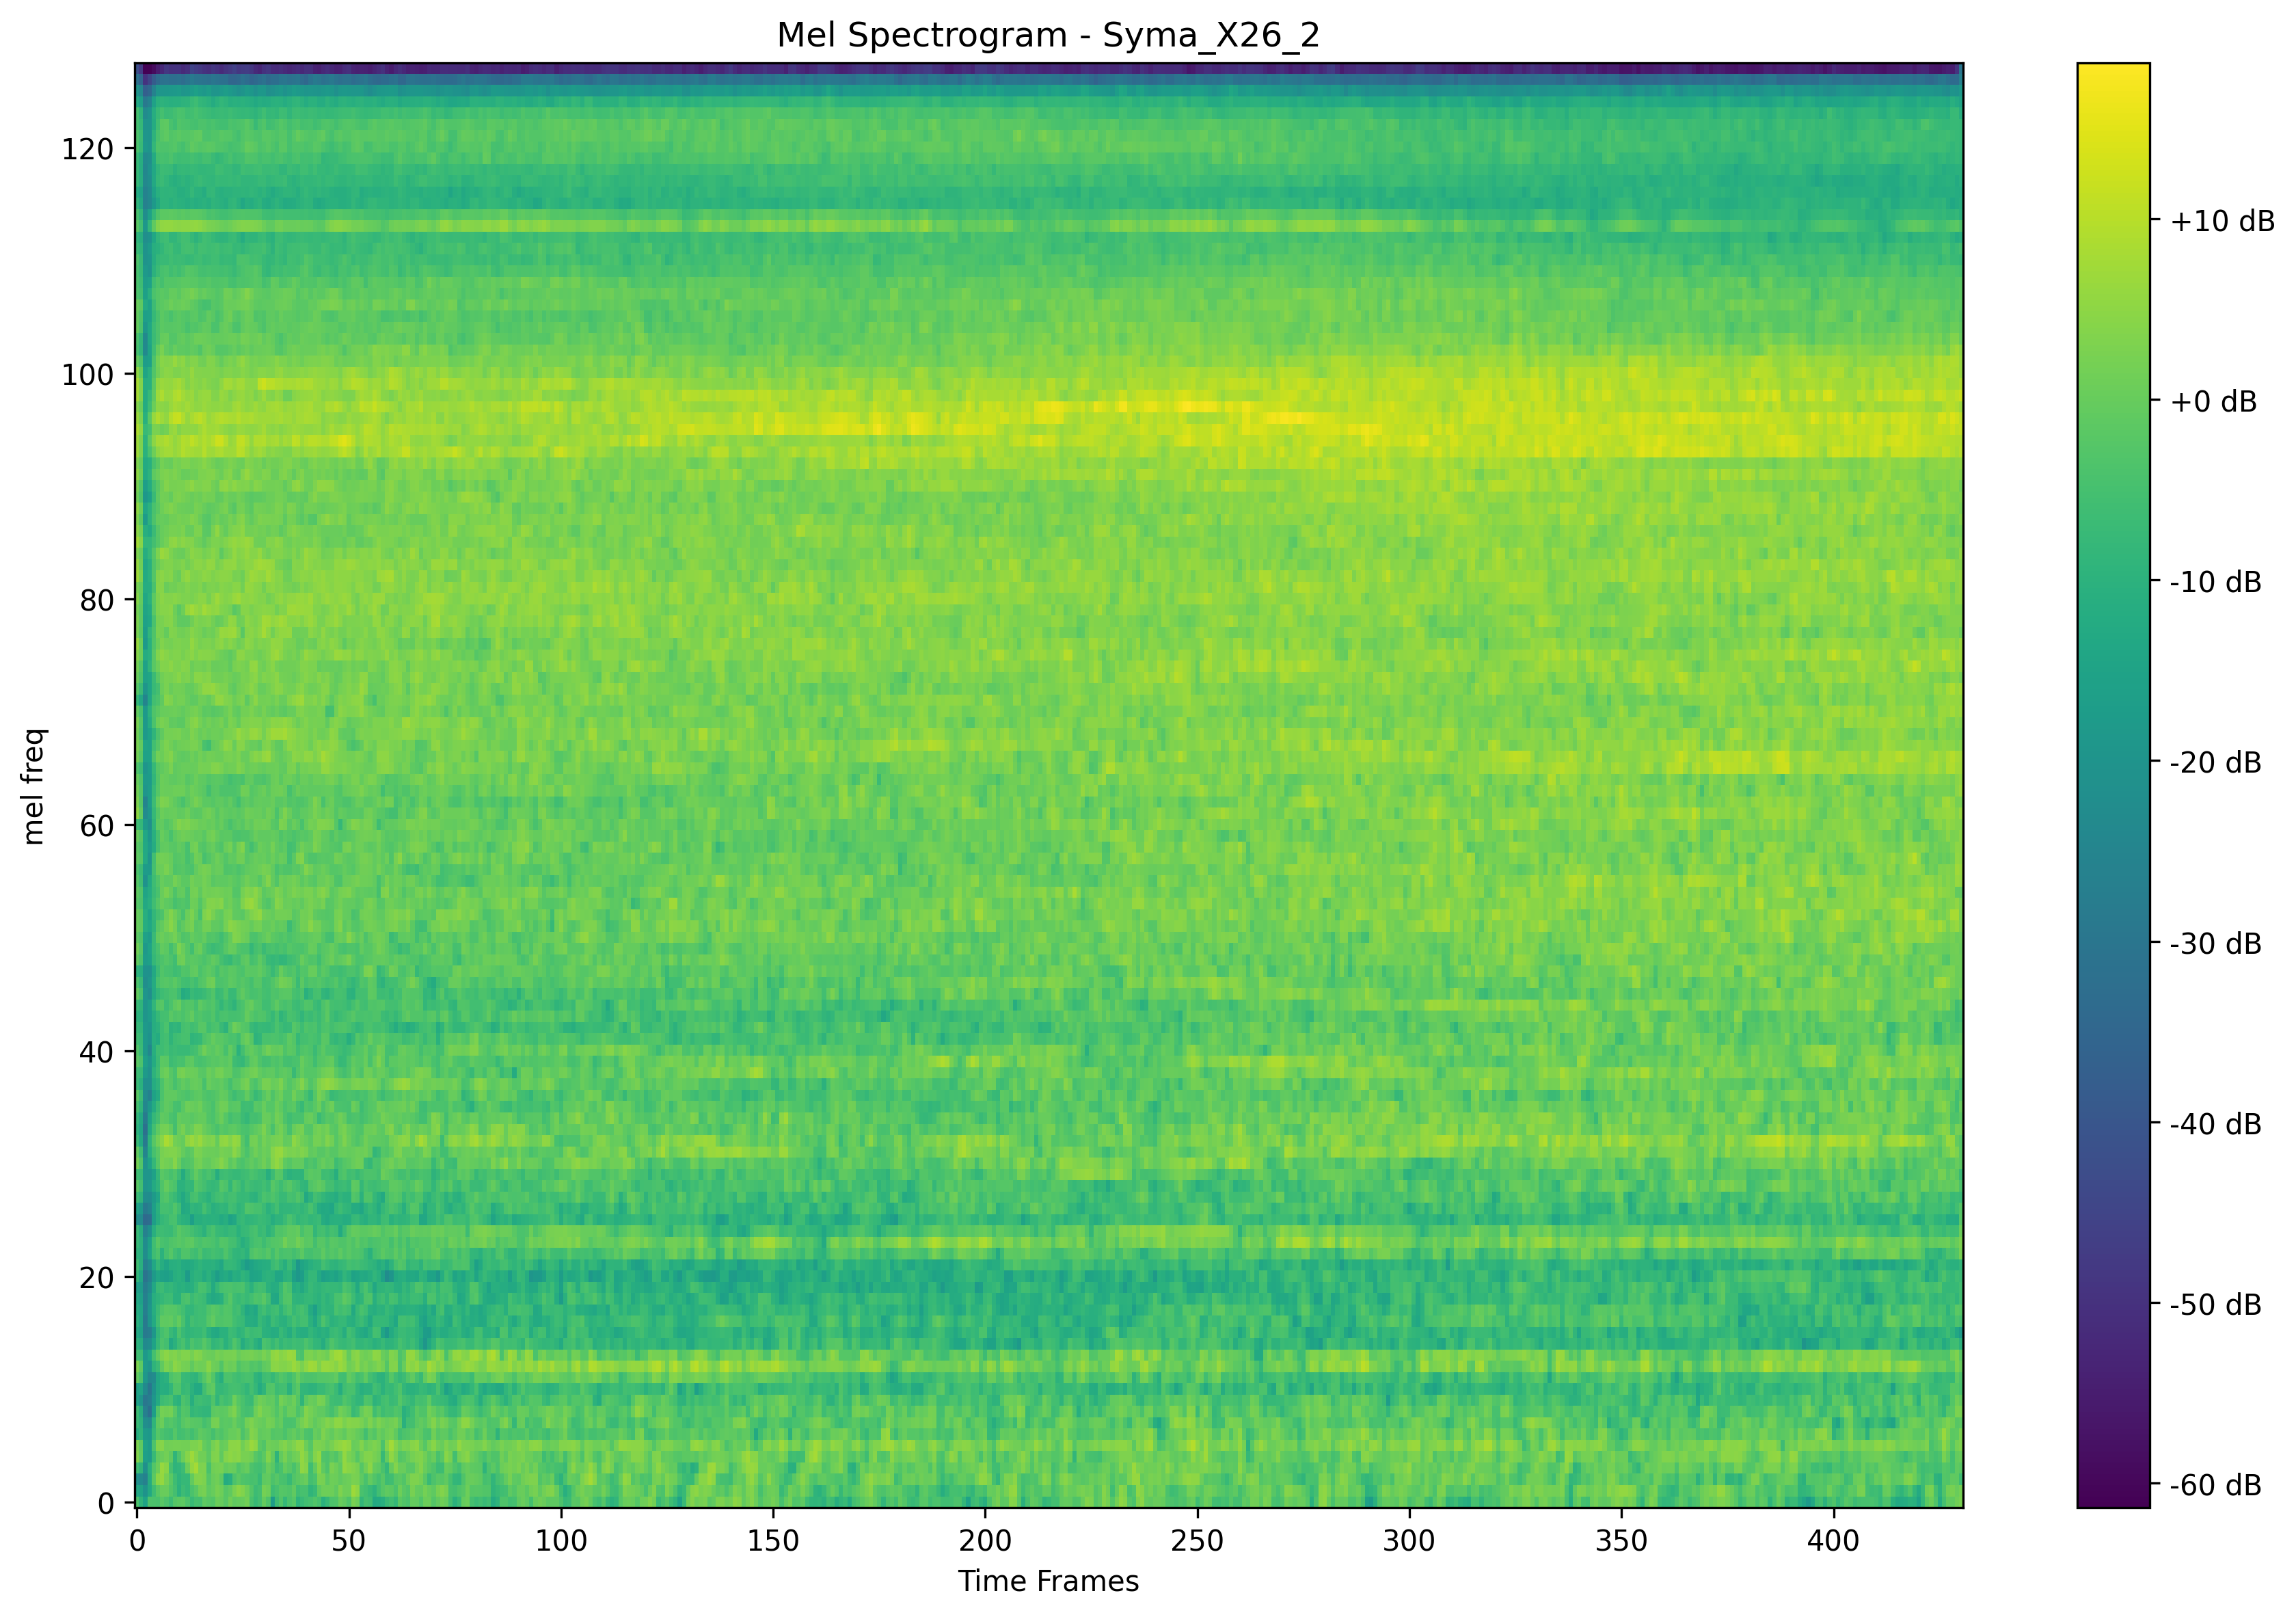 Mel Spectrogram - Syma_X26_2
mel freq
120
100
80
60
40
20
0
0 50 100 150 200 250 300 350 400
Time Frames
+10 dB
+0 dB
-10 dB
-20 dB
-30 dB
-40 dB
-50 dB
-60 dB